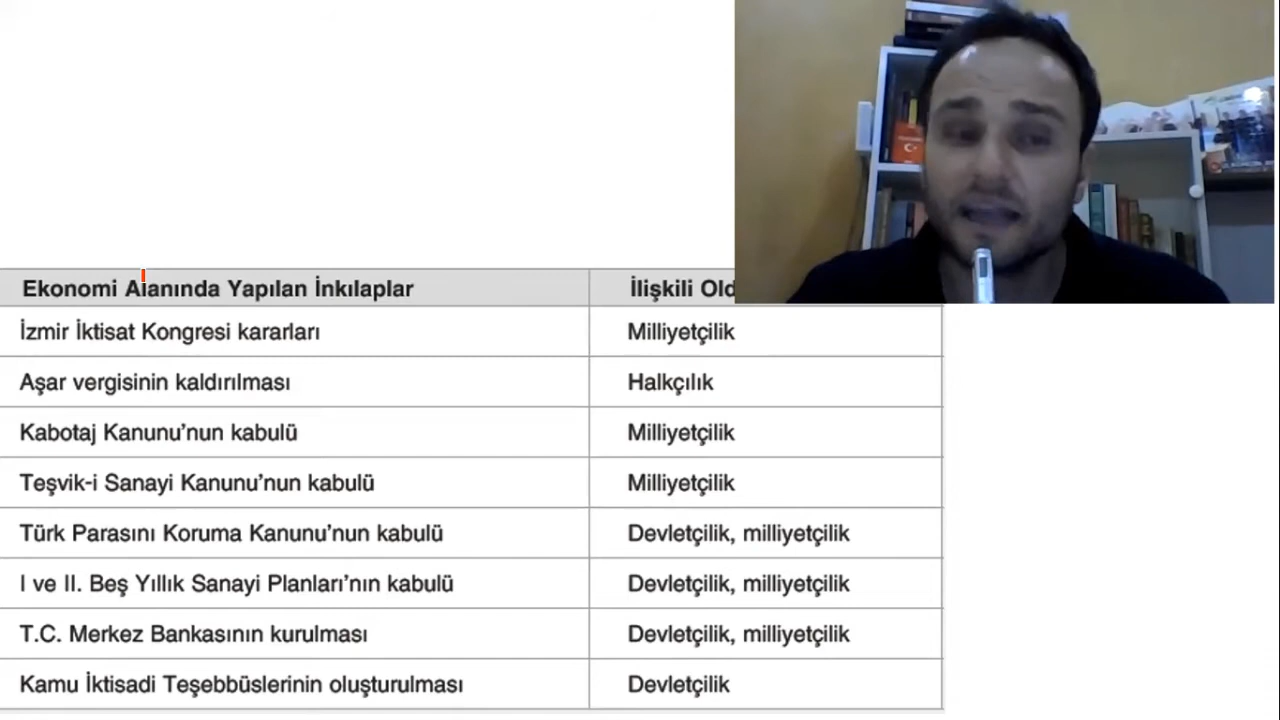 Ekonomi Alanında Yapılan İnkılaplar İlişkili Old
İzmir İktisat Kongresi kararları Milliyetçilik
Aşar vergisinin kaldırılması Halkçılık
Kabotaj Kanunu'nun kabulü Milliyetçilik
Teşvik-i Sanayi Kanunu'nun kabulü Milliyetçilik
Türk Parasını Koruma Kanunu'nun kabulü Devletçilik, milliyetçilik
I ve II. Beş Yıllık Sanayi Planları'nın kabulü Devletçilik, milliyetçilik
T.C. Merkez Bankasının kurulması Devletçilik, milliyetçilik
Kamu İktisadi Teşebbüslerinin oluşturulması Devletçilik